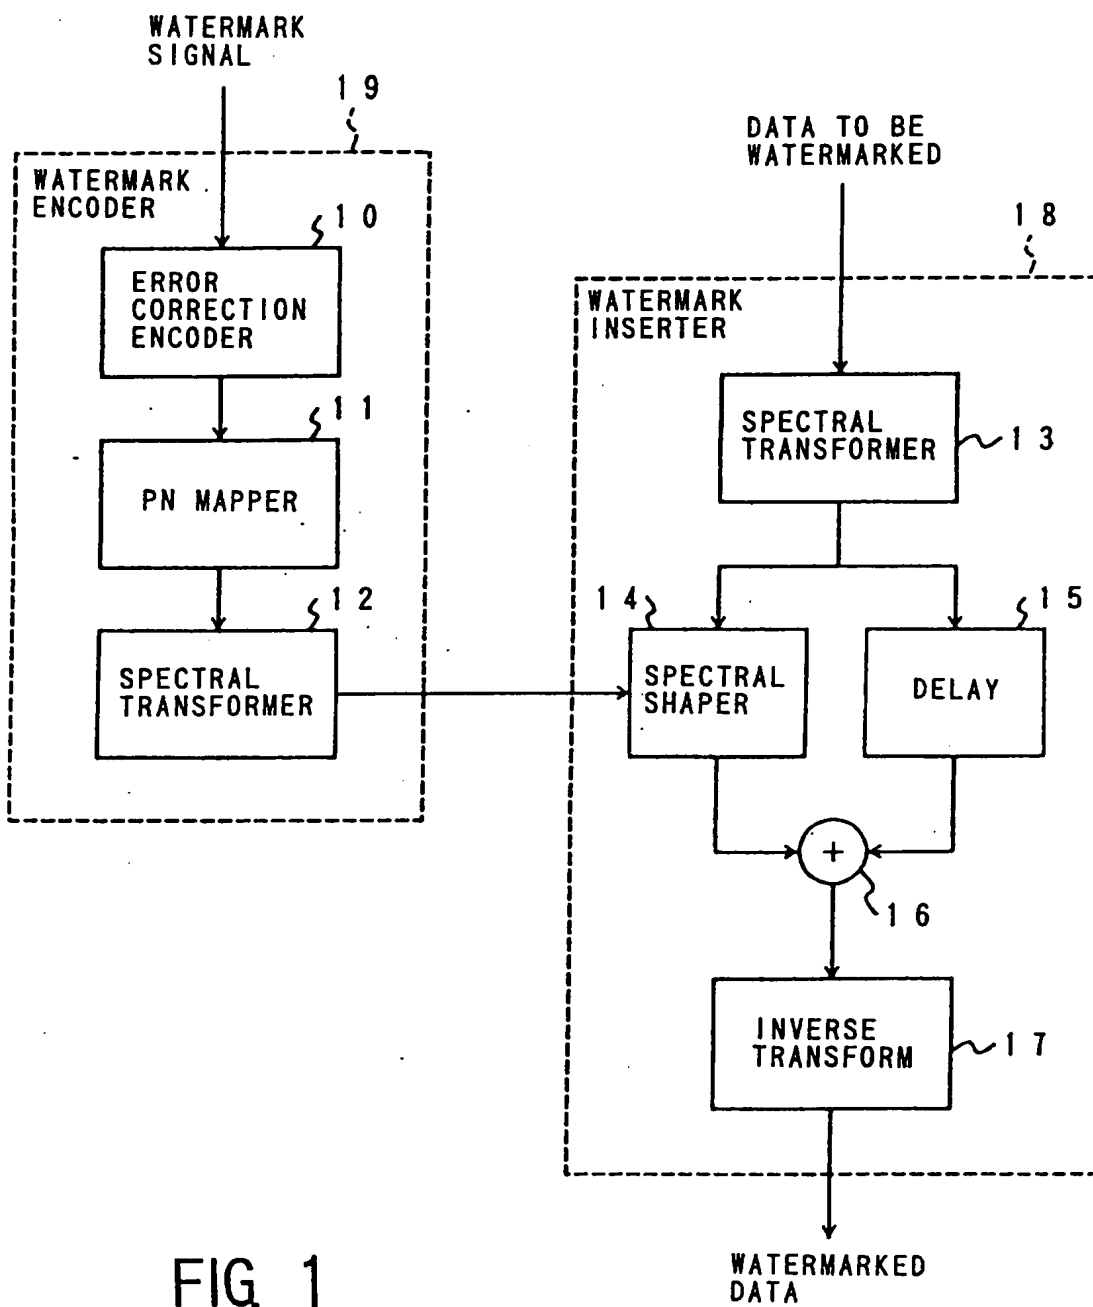 WATERMARK
SIGNAL
19
DATA TO BE
WATERMARKED
WATERMARK
ENCODER
10
18
ERROR
CORRECTION
ENCODER
WATERMARK
INSERTER
11
SPECTRAL
TRANSFORMER
13
PN MAPPER
12
14
15
SPECTRAL
TRANSFORMER
SPECTRAL
SHAPER
DELAY
+
16
INVERSE
TRANSFORM
17
WATERMARKED
DATA
FIG. 1